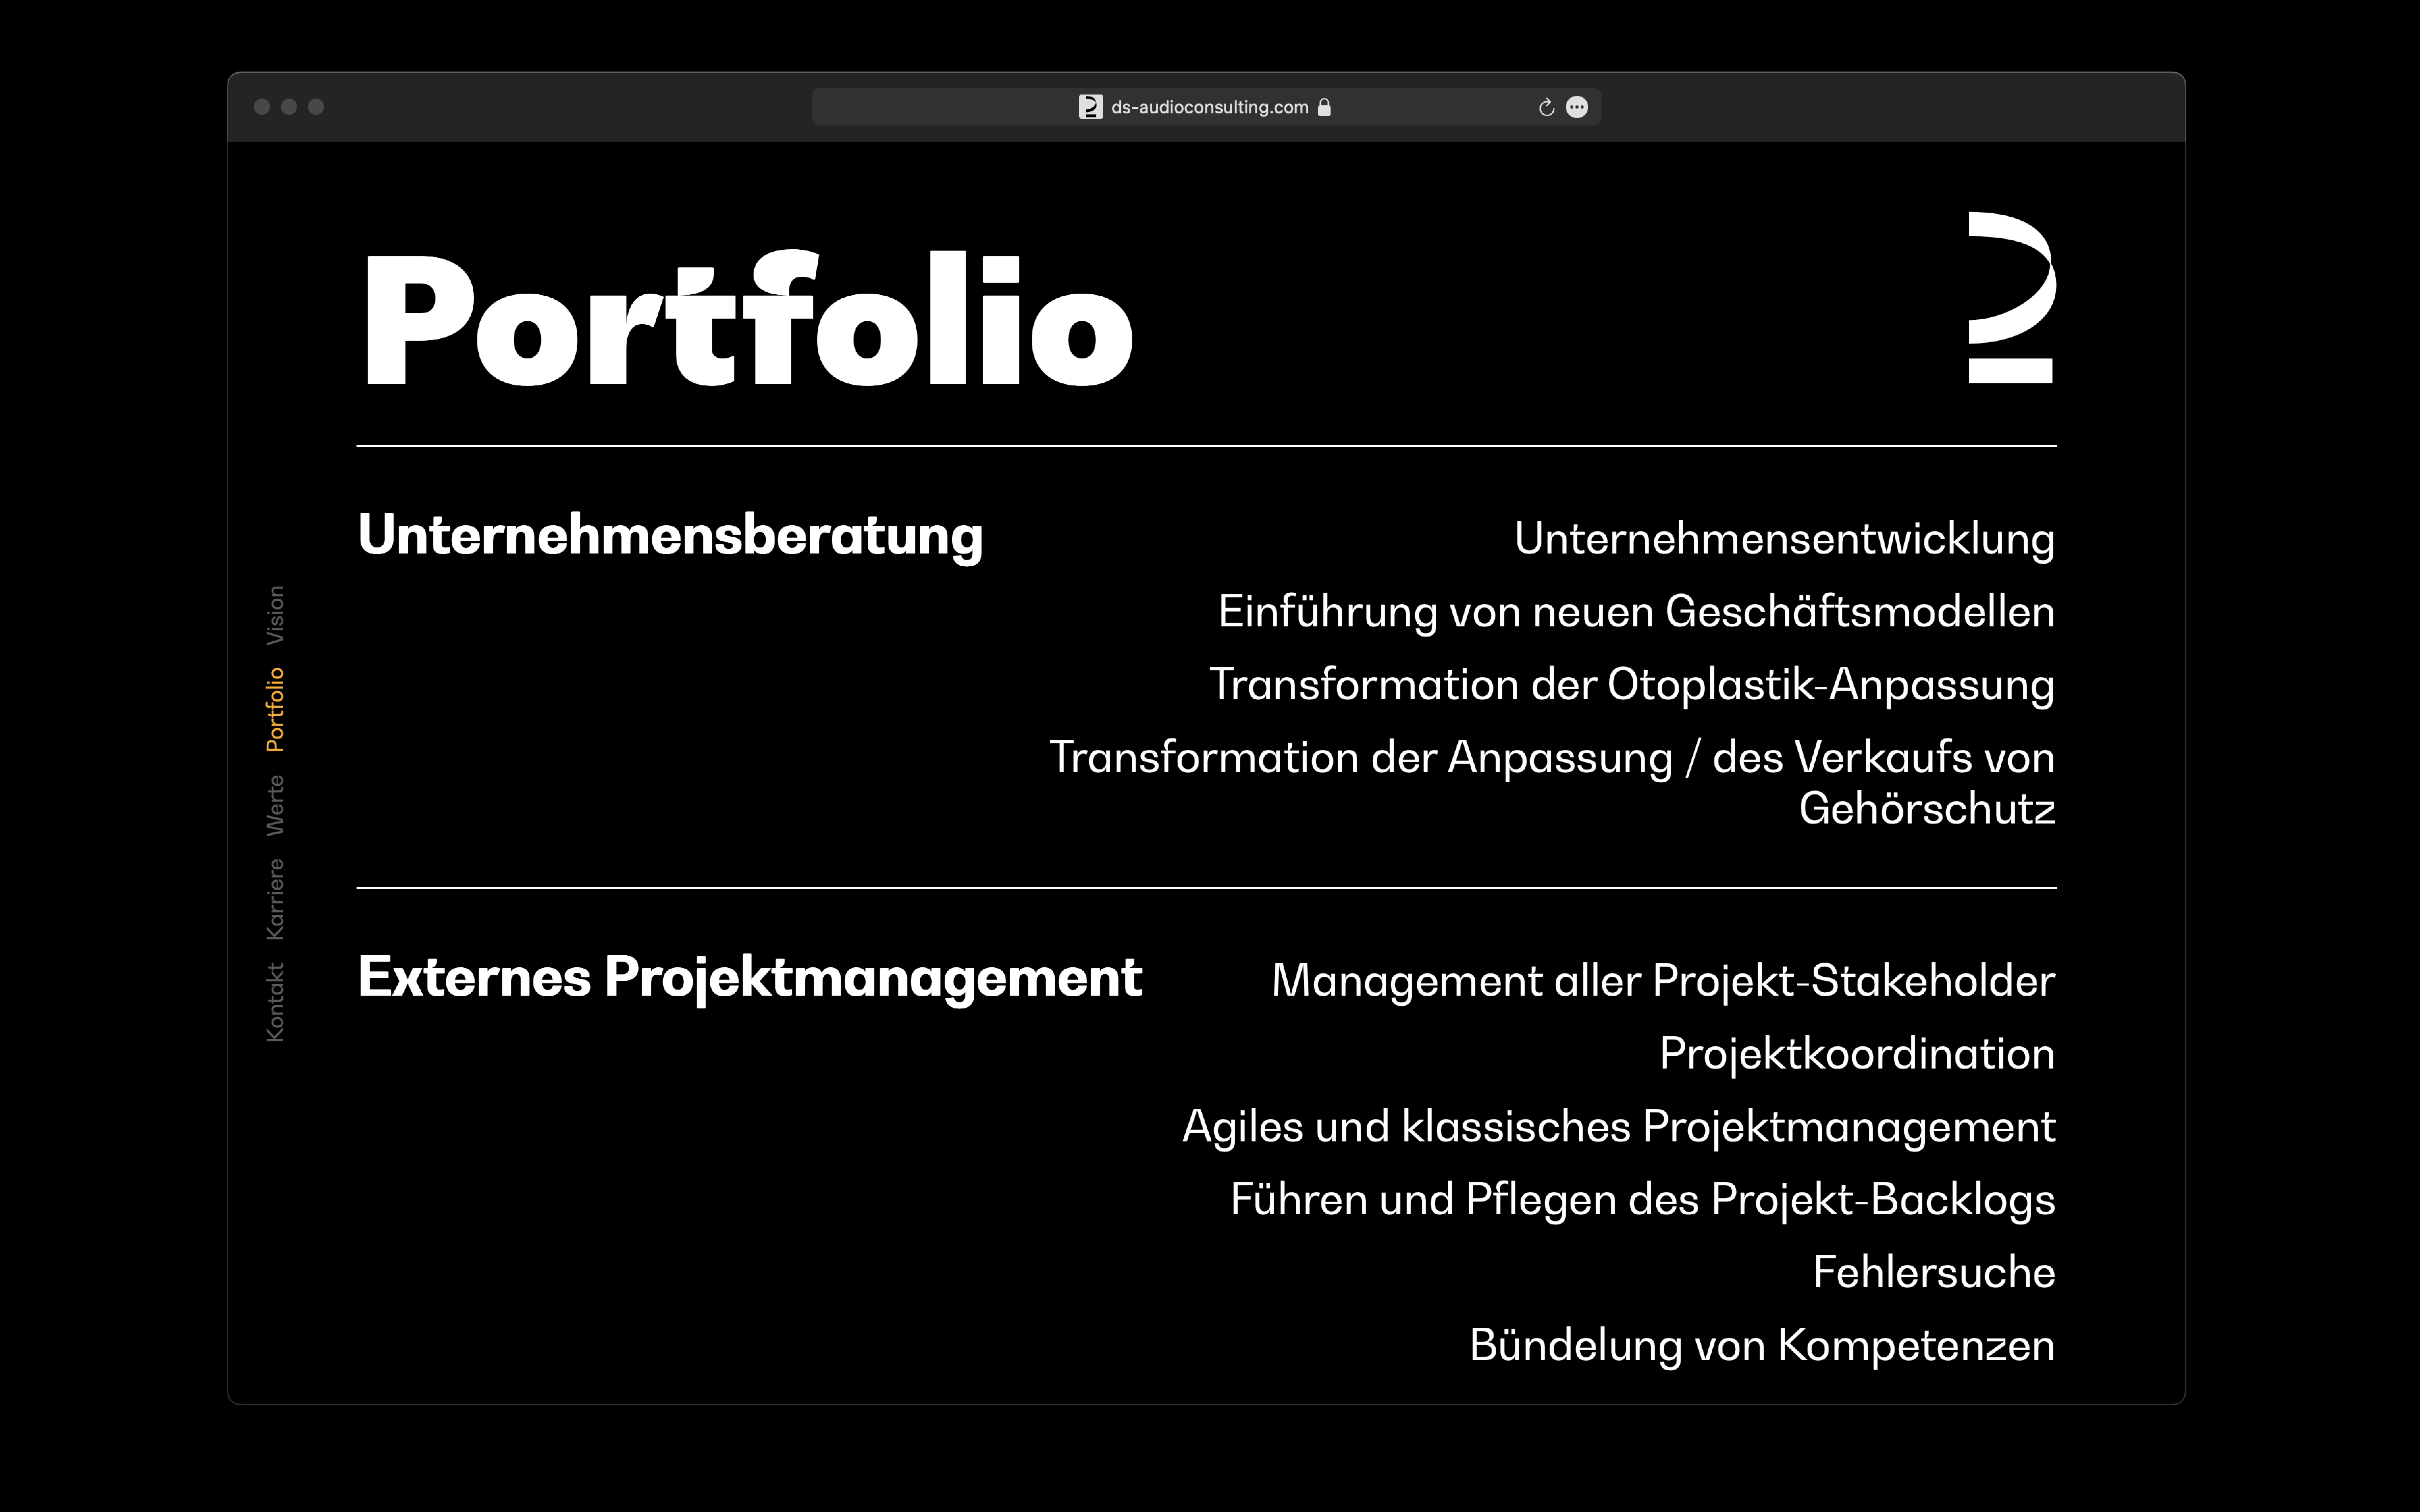 ds-audioconsulting.com
Portfolio
Unternehmensberatung
Unternehmensentwicklung
Einführung von neuen Geschäftsmodellen
Transformation der Otoplastik-Anpassung
Transformation der Anpassung / des Verkaufs von
Gehörschutz
Externes Projektmanagement
Management aller Projekt-Stakeholder
Projektkoordination
Agiles und klassisches Projektmanagement
Führen und Pflegen des Projekt-Backlogs
Fehlersuche
Bündelung von Kompetenzen
Vision
Portfolio
Werte
Karriere
Kontakt